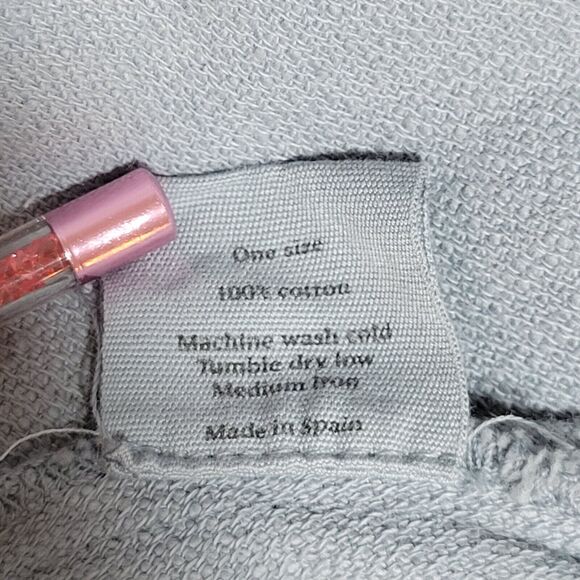 One size
100% cotton
Machine wash cold
Tumble dry low
Medium iron
Made in Spain